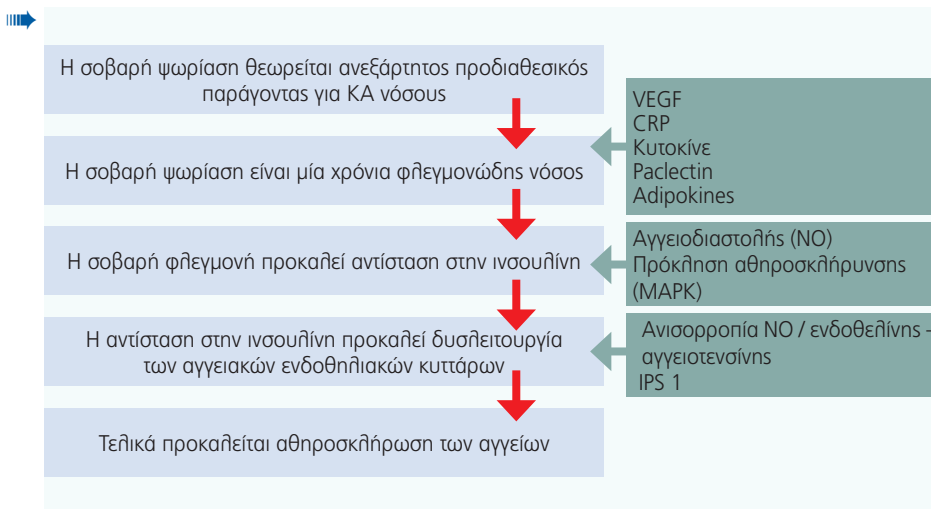 Η σοβαρή ψωρίαση θεωρείται ανεξάρτητος προδιαθεσικός
παράγοντας για ΚΑ νόσους
VEGF
CRP
Κυτοκίνε
Paclectin
Adipokines
Η σοβαρή ψωρίαση είναι μία χρόνια φλεγμονώδης νόσος
Αγγειοδιαστολής (NO)
Πρόκληση αθηροσκλήρυνσης
(MAPK)
Η σοβαρή φλεγμονή προκαλεί αντίσταση στην ινσουλίνη
Η αντίσταση στην ινσουλίνη προκαλεί δυσλειτουργία
των αγγειακών ενδοθηλιακών κυττάρων
Ανισορροπία NO / ενδοθελίνης -
αγγειοτενσίνης
IPS 1
Τελικά προκαλείται αθηροσκλήρωση των αγγείων